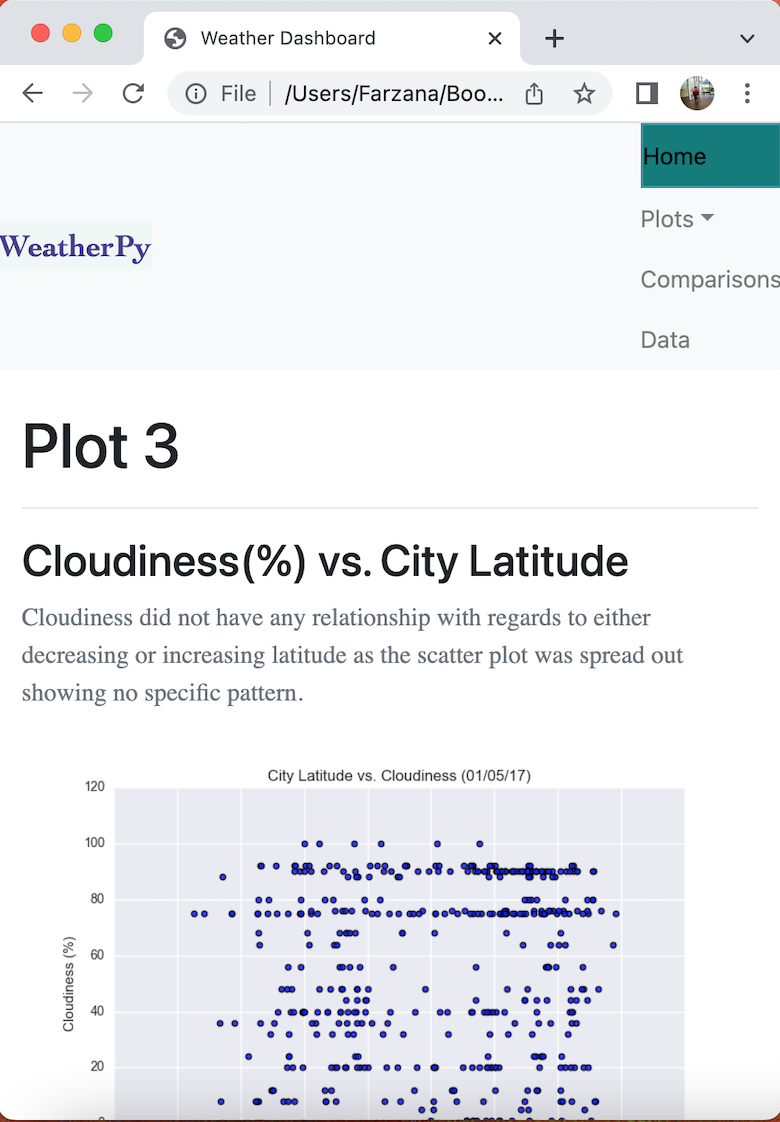 Weather Dashboard
File | /Users/Farzana/Boo...
Home
Plots
WeatherPy
Comparisons
Data
Plot 3
Cloudiness(%) vs. City Latitude
Cloudiness did not have any relationship with regards to either
decreasing or increasing latitude as the scatter plot was spread out
showing no specific pattern.
City Latitude vs. Cloudiness (01/05/17)
120
100
80
60
Cloudiness (%)
40
20